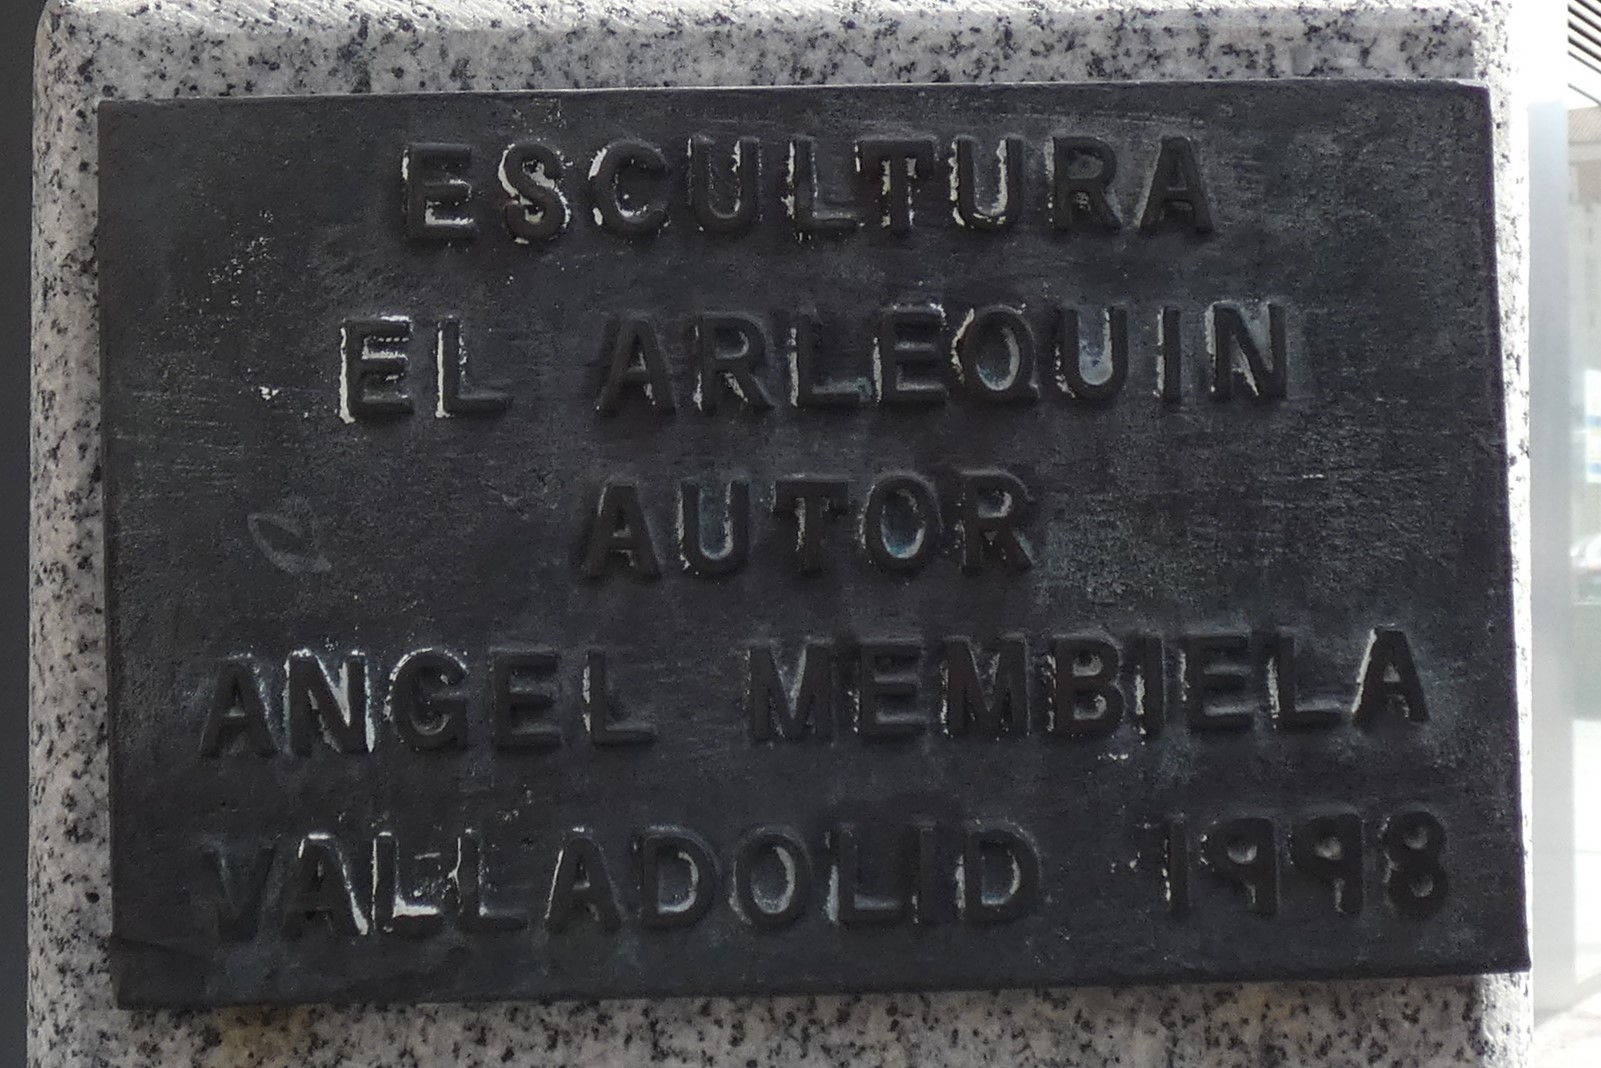 ESCULTURA
EL ARLEQUIN
AUTOR
ANGEL MEMBIELA
VALLADOLID 1998